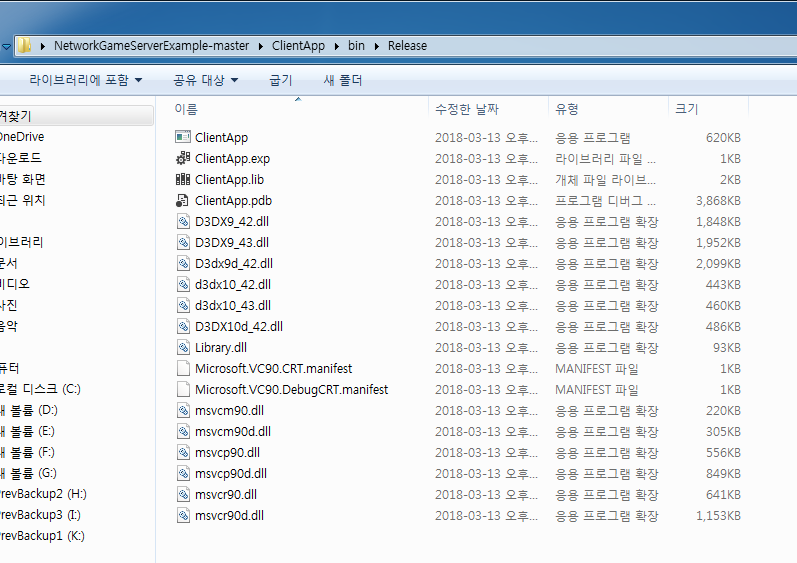 NetworkGameServerExample-master ClientApp bin Release
라이브러리에 포함 공유 대상 굽기 새 폴더
이름 수정한 날짜 유형 크기
겨찾기
OneDrive
다운로드
바탕 화면
최근 위치
이브러리
문서
비디오
사진
음악
퓨터
로컬 디스크 (C:)
새 볼륨 (D:)
새 볼륨 (E:)
새 볼륨 (F:)
새 볼륨 (G:)
PrevBackup2 (H:)
PrevBackup3 (I:)
PrevBackup1 (K:)
ClientApp 2018-03-13 오후... 응용 프로그램 620KB
ClientApp.exp 2018-03-13 오후... 라이브러리 파일 ... 1KB
ClientApp.lib 2018-03-13 오후... 개체 파일 라이브... 2KB
ClientApp.pdb 2018-03-13 오후... 프로그램 디버그 ... 3,868KB
D3DX9_42.dll 2018-03-13 오후... 응용 프로그램 확장 1,848KB
D3DX9_43.dll 2018-03-13 오후... 응용 프로그램 확장 1,952KB
D3dx9d_42.dll 2018-03-13 오후... 응용 프로그램 확장 2,099KB
d3dx10_42.dll 2018-03-13 오후... 응용 프로그램 확장 443KB
d3dx10_43.dll 2018-03-13 오후... 응용 프로그램 확장 460KB
D3DX10d_42.dll 2018-03-13 오후... 응용 프로그램 확장 486KB
Library.dll 2018-03-13 오후... 응용 프로그램 확장 93KB
Microsoft.VC90.CRT.manifest 2018-03-13 오후... MANIFEST 파일 1KB
Microsoft.VC90.DebugCRT.manifest 2018-03-13 오후... MANIFEST 파일 1KB
msvcm90.dll 2018-03-13 오후... 응용 프로그램 확장 220KB
msvcm90d.dll 2018-03-13 오후... 응용 프로그램 확장 305KB
msvcp90.dll 2018-03-13 오후... 응용 프로그램 확장 556KB
msvcp90d.dll 2018-03-13 오후... 응용 프로그램 확장 849KB
msvcr90.dll 2018-03-13 오후... 응용 프로그램 확장 641KB
msvcr90d.dll 2018-03-13 오후... 응용 프로그램 확장 1,153KB